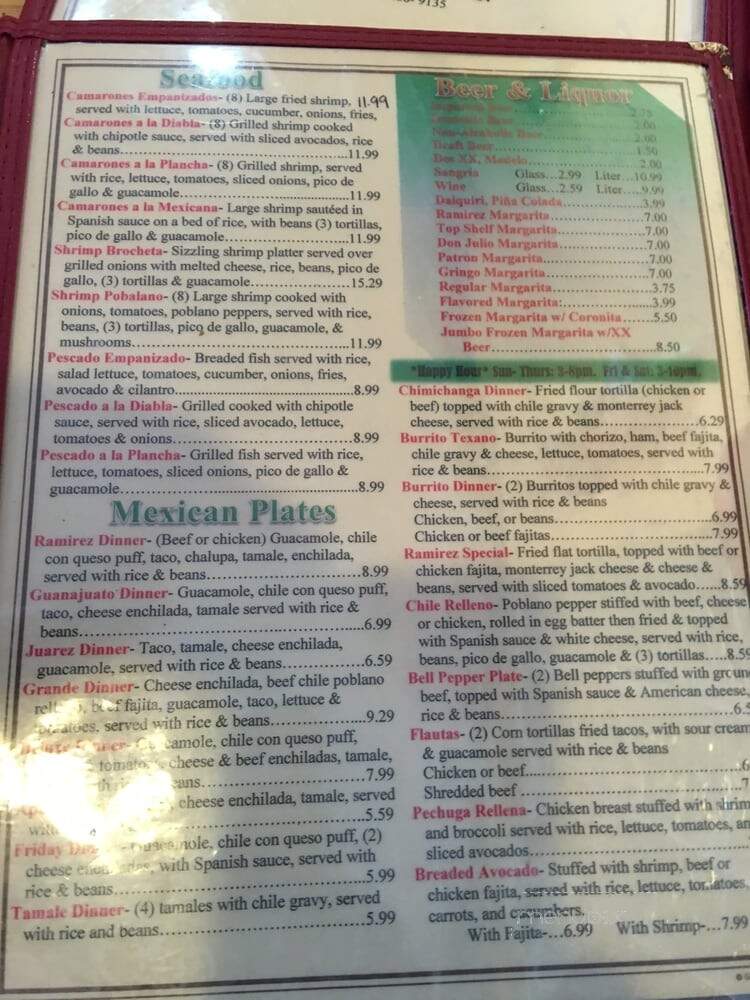 9135
Seafood
Camarones Empanizados- (8) Large fried shrimp, 11.99
served with lettuce, tomatoes, cucumber, onions, fries,
Camarones a la Diabla- (8) Grilled shrimp cooked
with chipotle sauce, served with sliced avocados, rice
& beans...11.99
Camarones a la Plancha- (8) Grilled shrimp, served
with rice, lettuce, tomatoes, sliced onions, pico de
gallo & guacamole...11.99
Camarones a la Mexicana- Large shrimp sautéed in
Spanish sauce on a bed of rice, with beans (3) tortillas,
pico de gallo & guacamole...11.99
Shrimp Brocheta- Sizzling shrimp platter served over
grilled onions with melted cheese, rice, beans, pico de
gallo, (3) tortillas & guacamole...15.29
Shrimp Pobalano- (8) Large shrimp cooked with
onions, tomatoes, poblano peppers, served with rice,
beans, (3) tortillas, pico de gallo, guacamole, &
mushrooms...11.99
Pescado Empanizado- Breaded fish served with rice,
salad lettuce, tomatoes, cucumber, onions, fries,
avocado & cilantro...8.99
Pescado a la Diabla- Grilled cooked with chipotle
sauce, served with rice, sliced avocado, lettuce,
tomatoes & onions...8.99
Pescado a la Plancha- Grilled fish served with rice,
lettuce, tomatoes, sliced onions, pico de gallo &
guacamole...8.99
Mexican Plates
Ramirez Dinner- (Beef or chicken) Guacamole, chile
con queso puff, taco, chalupa, tamale, enchilada,
served with rice & beans...8.99
Guanajuato Dinner- Guacamole, chile con queso puff,
taco, cheese enchilada, tamale served with rice &
beans...6.99
Juarez Dinner- Taco, tamale, cheese enchilada,
guacamole, served with rice & beans...6.59
Grande Dinner- Cheese enchilada, beef chile poblano
beef fajita, guacamole, taco, lettuce &
tomatoes, served with rice & beans...9.29
Dinner- Guacamole, chile con queso puff,
cheese & beef enchiladas, tamale,
beans...7.99
cheese enchilada, tamale, served
5.59
Friday Guacamole, chile con queso puff, (2)
cheese enchiladas, with Spanish sauce, served with
rice & beans...5.99
Tamale Dinner- (4) tamales with chile gravy, served
with rice and beans...5.99
Beer & Liquor
Beer 2.75
Beer 2.00
Non-Alcoholic Beer 2.00
Draft Beer 1.50
Dos XX, Modelo 2.00
Sangria Glass...2.99 Liter...10.99
Wine Glass...2.59 Liter...9.99
Daiquiri, Piña Colada...3.99
Ramirez Margarita...7.00
Top Shelf Margarita...7.00
Don Julio Margarita...7.00
Patron Margarita...7.00
Gringo Margarita...7.00
Regular Margarita...3.75
Flavored Margarita:...3.99
Frozen Margarita w/ Coronita...5.50
Jumbo Frozen Margarita w/XX
Beer...8.50
*Happy Hour* Sun- Thurs: 3-8pm. Fri & Sat: 3-10pm.
Chimichanga Dinner- Fried flour tortilla (chicken or
beef) topped with chile gravy & monterrey jack
cheese, served with rice & beans...6.29
Burrito Texano- Burrito with chorizo, ham, beef fajita,
chile gravy & cheese, lettuce, tomatoes, served with
rice & beans...7.99
Burrito Dinner- (2) Burritos topped with chile gravy &
cheese, served with rice & beans
Chicken, beef, or beans...6.99
Chicken or beef fajitas...7.99
Ramirez Special- Fried flat tortilla, topped with beef or
chicken fajita, monterrey jack cheese & cheese &
beans, served with sliced tomatoes & avocado...8.59
Chile Relleno- Poblano pepper stiffed with beef, cheese
or chicken, rolled in egg batter then fried & topped
with Spanish sauce & white cheese, served with rice,
beans, pico de gallo, guacamole & (3) tortillas...8.59
Bell Pepper Plate- (2) Bell peppers stuffed with
beef, topped with Spanish sauce & American cheese,
rice & beans...6.5
Flautas- (2) Corn tortillas fried tacos, with sour cream
& guacamole served with rice & beans
Chicken or beef...6
Shredded beef...7
Pechuga Rellena- Chicken breast stuffed with
and broccoli served with rice, lettuce, tomatoes,
sliced avocados...
Breaded Avocado- Stuffed with shrimp, beef or
chicken fajita, served with rice, lettuce, tomatoes,
carrots, and cucumbers.
With Fajita-...6.99 With Shrimp-...7.99